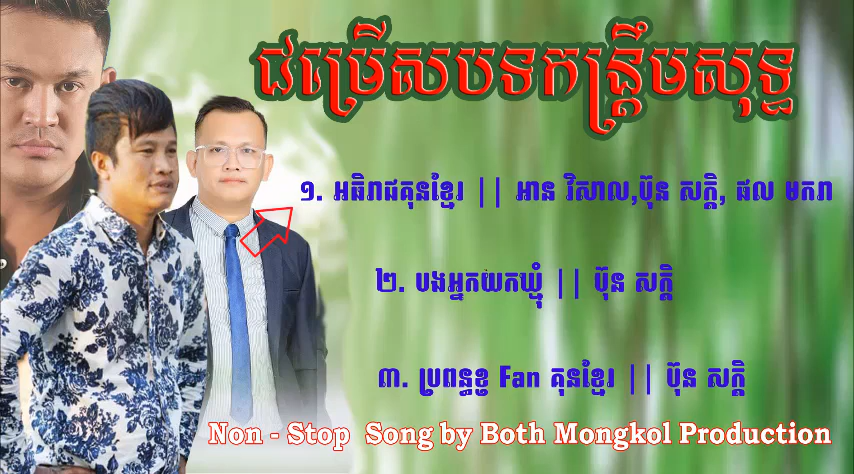 ជម្រើសបទកន្ត្រឹមសុទ្ធ
១. អធិរាជគុនខ្មែរ || អាន វិសាល,ប៊ុន សក្តិ, ផល មករា
២. បងអ្នកយកឃ្មុំ || ប៊ុន សក្តិ
៣. ប្រពន្ធខ្ញុំ Fan គុនខ្មែរ || ប៊ុន សក្តិ
Non - Stop Song by Both Mongkol Production